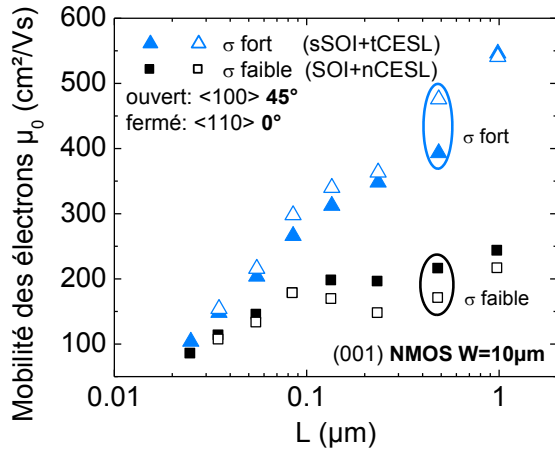 Mobilité des électrons µ₀ (cm²/Vs)
600
500
400
300
200
100
0.01
0.1
1
L (µm)
σ fort (sSOI+tCESL)
σ faible (SOI+nCESL)
ouvert: <100> 45°
fermé: <110> 0°
σ fort
σ faible
(001) NMOS W=10µm